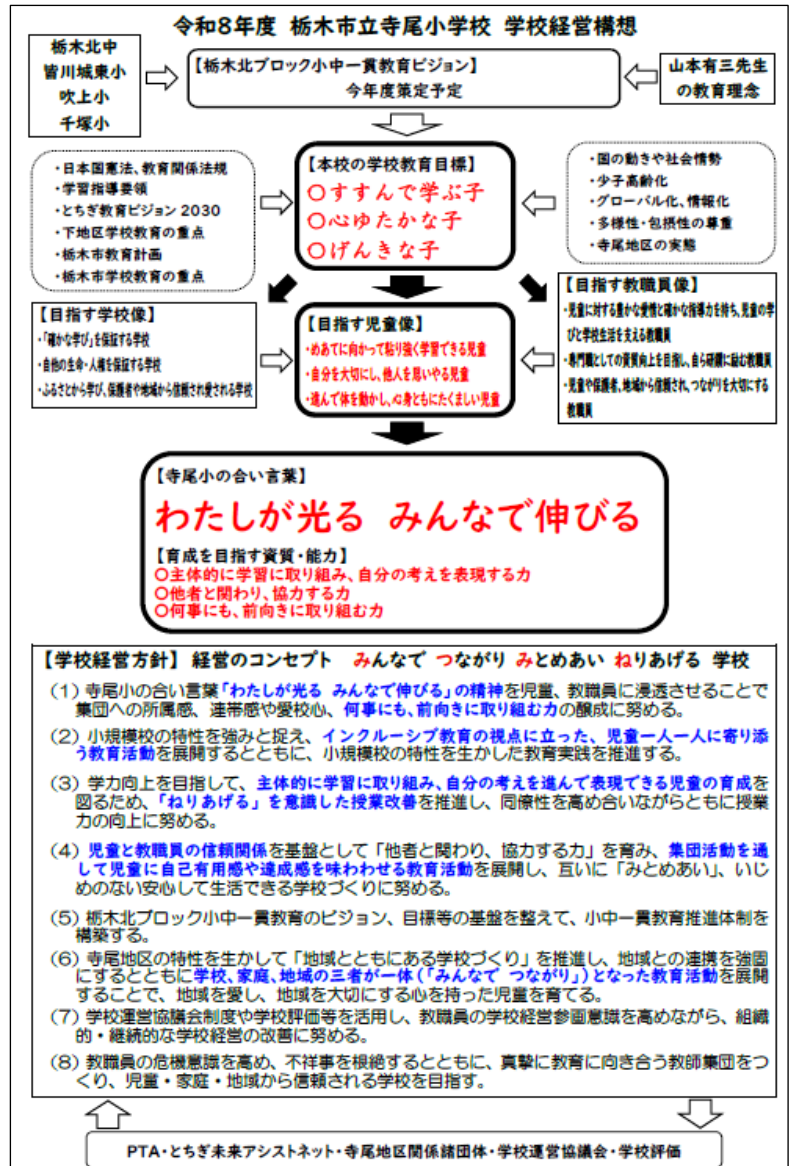 令和8年度 栃木市立寺尾小学校 学校経営構想
栃木北中
皆川城東小
吹上小
千塚小
【栃木北ブロック小中一貫教育ビジョン】
今年度策定予定
山本有三先生
の教育理念
・日本国憲法、教育関係法規
・学習指導要領
・とちぎ教育ビジョン2030
・下地区学校教育の重点
・栃木市教育計画
・栃木市学校教育の重点
【本校の学校教育目標】
○すすんで学ぶ子
○心ゆたかな子
○げんきな子
・国の動きや社会情勢
・少子高齢化
・グローバル化、情報化
・多様性・包摂性の尊重
・寺尾地区の実態
【目指す学校像】
・「確かな学び」を保証する学校
・自他の生命・人権を保証する学校
・ふるさとから学び、保護者や地域から信頼され愛される学校
【目指す児童像】
・めあてに向かって粘り強く学習できる児童
・自分を大切にし、他人を思いやる児童
・進んで体を動かし、心身ともにたくましい児童
【目指す教職員像】
・児童に対する豊かな愛情と確かな指導力を持ち、児童の学
びと学校生活を支える教職員
・専門職としての資質向上を目指し、自ら研鑽に励む教職員
・児童や保護者、地域から信頼され、つながりを大切にする
教職員
【寺尾小の合い言葉】
わたしが光る みんなで伸びる
【育成を目指す資質・能力】
○主体的に学習に取り組み、自分の考えを表現する力
○他者と関わり、協力する力
○何事にも、前向きに取り組む力
【学校経営方針】 経営のコンセプト みんなで つながり みとめあい ねりあげる 学校
(1) 寺尾小の合い言葉「わたしが光る みんなで伸びる」の精神を児童、教職員に浸透させることで
集団への所属感、連帯感や愛校心、何事にも、前向きに取り組む力の醸成に努める。
(2) 小規模校の特性を強みと捉え、インクルーシブ教育の視点に立った、児童一人一人に寄り添
う教育活動を展開するとともに、小規模校の特性を生かした教育実践を推進する。
(3) 学力向上を目指して、主体的に学習に取り組み、自分の考えを進んで表現できる児童の育成を
図るため、「ねりあげる」を意識した授業改善を推進し、同僚性を高め合いながらともに授業
力の向上に努める。
(4) 児童と教職員の信頼関係を基盤として「他者と関わり、協力する力」を育み、集団活動を通
して児童に自己有用感や達成感を味わわせる教育活動を展開し、互いに「みとめあい」、いじ
めのない安心して生活できる学校づくりに努める。
(5) 栃木北ブロック小中一貫教育のビジョン、目標等の基盤を整えて、小中一貫教育推進体制を
構築する。
(6) 寺尾地区の特性を生かして「地域とともにある学校づくり」を推進し、地域との連携を強固
にするとともに学校、家庭、地域の三者が一体(「みんなで つながり」)となった教育活動を展開
することで、地域を愛し、地域を大切にする心を持った児童を育てる。
(7) 学校運営協議会制度や学校評価等を活用し、教職員の学校経営参画意識を高めながら、組織
的・継続的な学校経営の改善に努める。
(8) 教職員の危機意識を高め、不祥事を根絶するとともに、真摯に教育に向き合う教師集団をつ
くり、児童・家庭・地域から信頼される学校を目指す。
PTA・とちぎ未来アシストネット・寺尾地区関係諸団体・学校運営協議会・学校評価